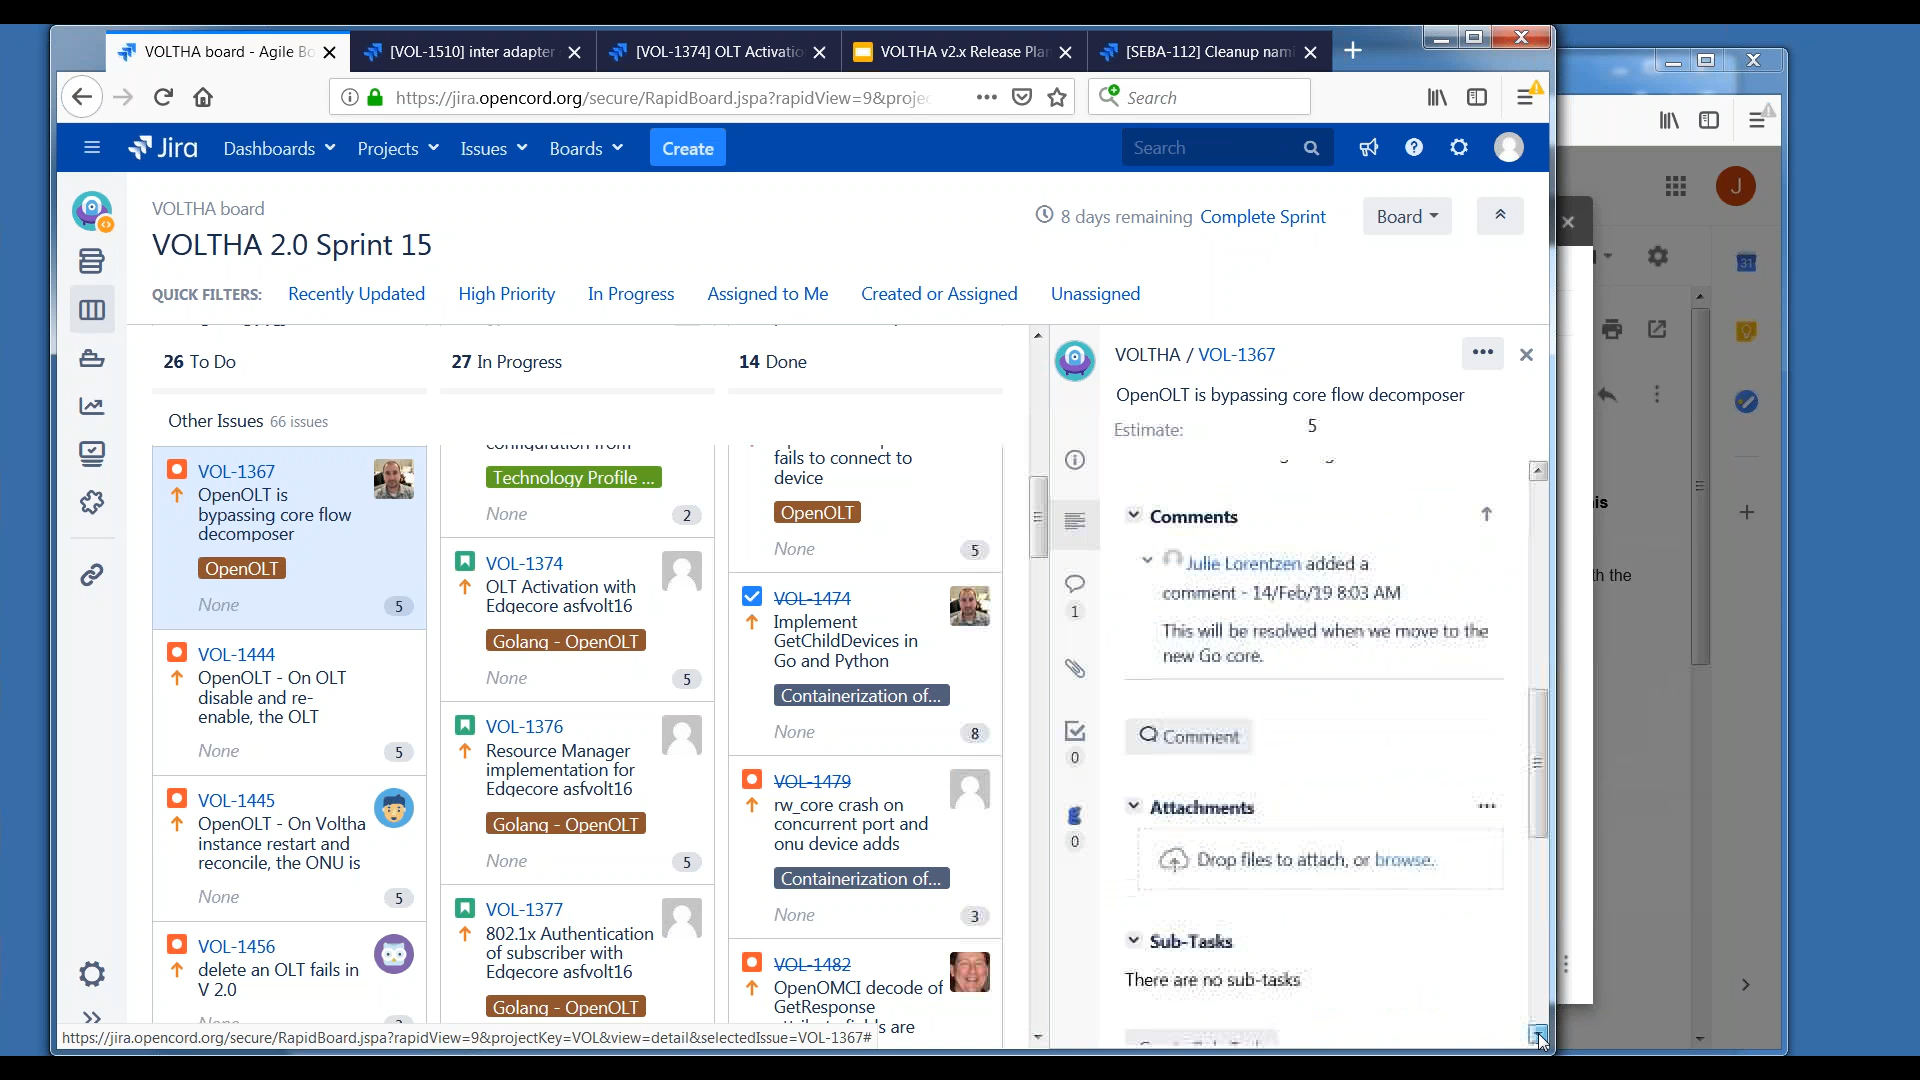 VOLTHA board - Agile Bo
[VOL-1510] inter adapter
[VOL-1374] OLT Activatio
VOLTHA v2.x Release Plan
[SEBA-112] Cleanup nami
https://jira.opencord.org/secure/RapidBoard.jspa?rapidView=9&projec
Search
Jira
Dashboards
Projects
Issues
Boards
Create
Search
VOLTHA board
VOLTHA 2.0 Sprint 15
8 days remaining
Complete Sprint
Board
QUICK FILTERS:
Recently Updated
High Priority
In Progress
Assigned to Me
Created or Assigned
Unassigned
26 To Do
27 In Progress
14 Done
Other Issues 66 issues
VOL-1367
OpenOLT is
bypassing core flow
decomposer
OpenOLT
None
5
VOL-1444
OpenOLT - On OLT
disable and re-
enable, the OLT
None
5
VOL-1445
OpenOLT - On Voltha
instance restart and
reconcile, the ONU is
None
5
VOL-1456
delete an OLT fails in
V 2.0
configuration from
Technology Profile ...
None
2
VOL-1374
OLT Activation with
Edgecore asfvolt16
Golang - OpenOLT
None
5
VOL-1376
Resource Manager
implementation for
Edgecore asfvolt16
Golang - OpenOLT
None
5
VOL-1377
802.1x Authentication
of subscriber with
Edgecore asfvolt16
Golang - OpenOLT
fails to connect to
device
OpenOLT
None
5
VOL-1474
Implement
GetChildDevices in
Go and Python
Containerization of...
None
8
VOL-1479
rw_core crash on
concurrent port and
onu device adds
Containerization of...
None
3
VOL-1482
OpenOMCI decode of
GetResponse
attribute fields are
VOLTHA / VOL-1367
OpenOLT is bypassing core flow decomposer
Estimate:
5
Comments
Julie Lorentzen added a
comment - 14/Feb/19 8:03 AM
This will be resolved when we move to the
new Go core.
Comment
Attachments
Drop files to attach, or browse.
Sub-Tasks
There are no sub-tasks
1
0
0
https://jira.opencord.org/secure/RapidBoard.jspa?rapidView=9&projectKey=VOL&view=detail&selectedIssue=VOL-1367#
J
31
is
th the